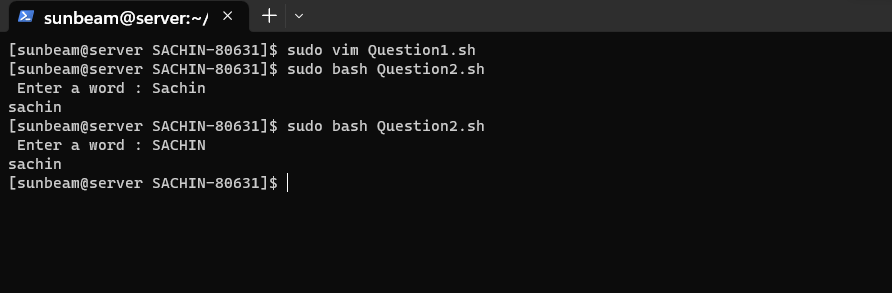 sunbeam@server:~/
[sunbeam@server SACHIN-80631]$ sudo vim Question1.sh
[sunbeam@server SACHIN-80631]$ sudo bash Question2.sh
 Enter a word : Sachin
sachin
[sunbeam@server SACHIN-80631]$ sudo bash Question2.sh
 Enter a word : SACHIN
sachin
[sunbeam@server SACHIN-80631]$